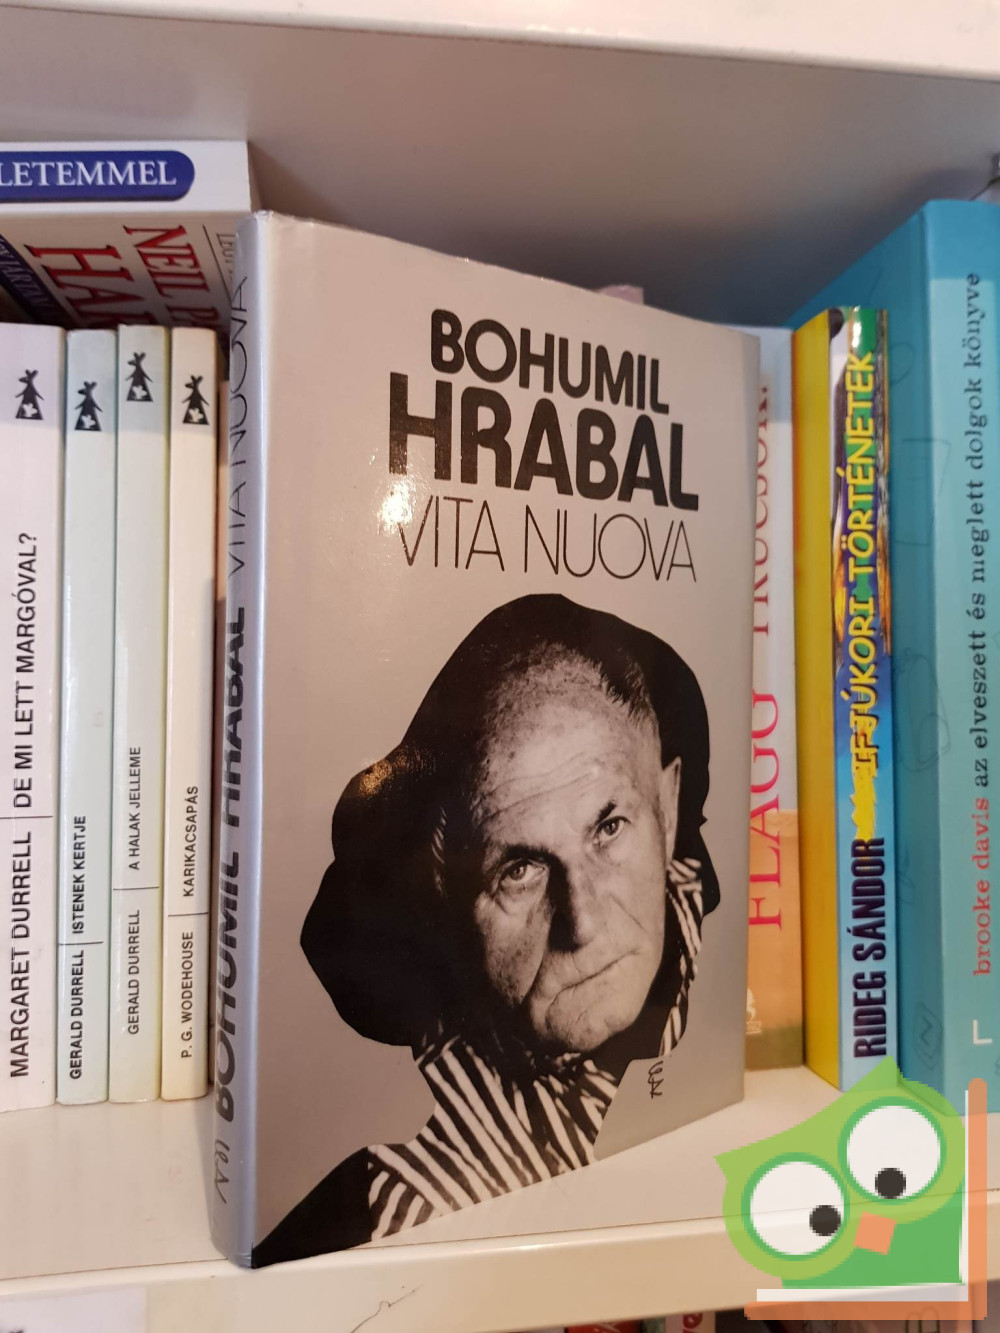 LETEMMEL
NEIL
MARGARET DURRELL DE MI LETT MARGÓVAL?
GERALD DURRELL ISTENEK KERTJE
GERALD DURRELL A HALAK JELLEME
P. G. WODEHOUSE KARIKACSAPÁS
BOHUMIL HRABAL VITA NUOVA
BOHUMIL
HRABAL
VITA NUOVA
FLAGG
RIDEG SÁNDOR IFJÚKORI TÖRTÉNETEK
brooke davis az elveszett és meglett dolgok könyve